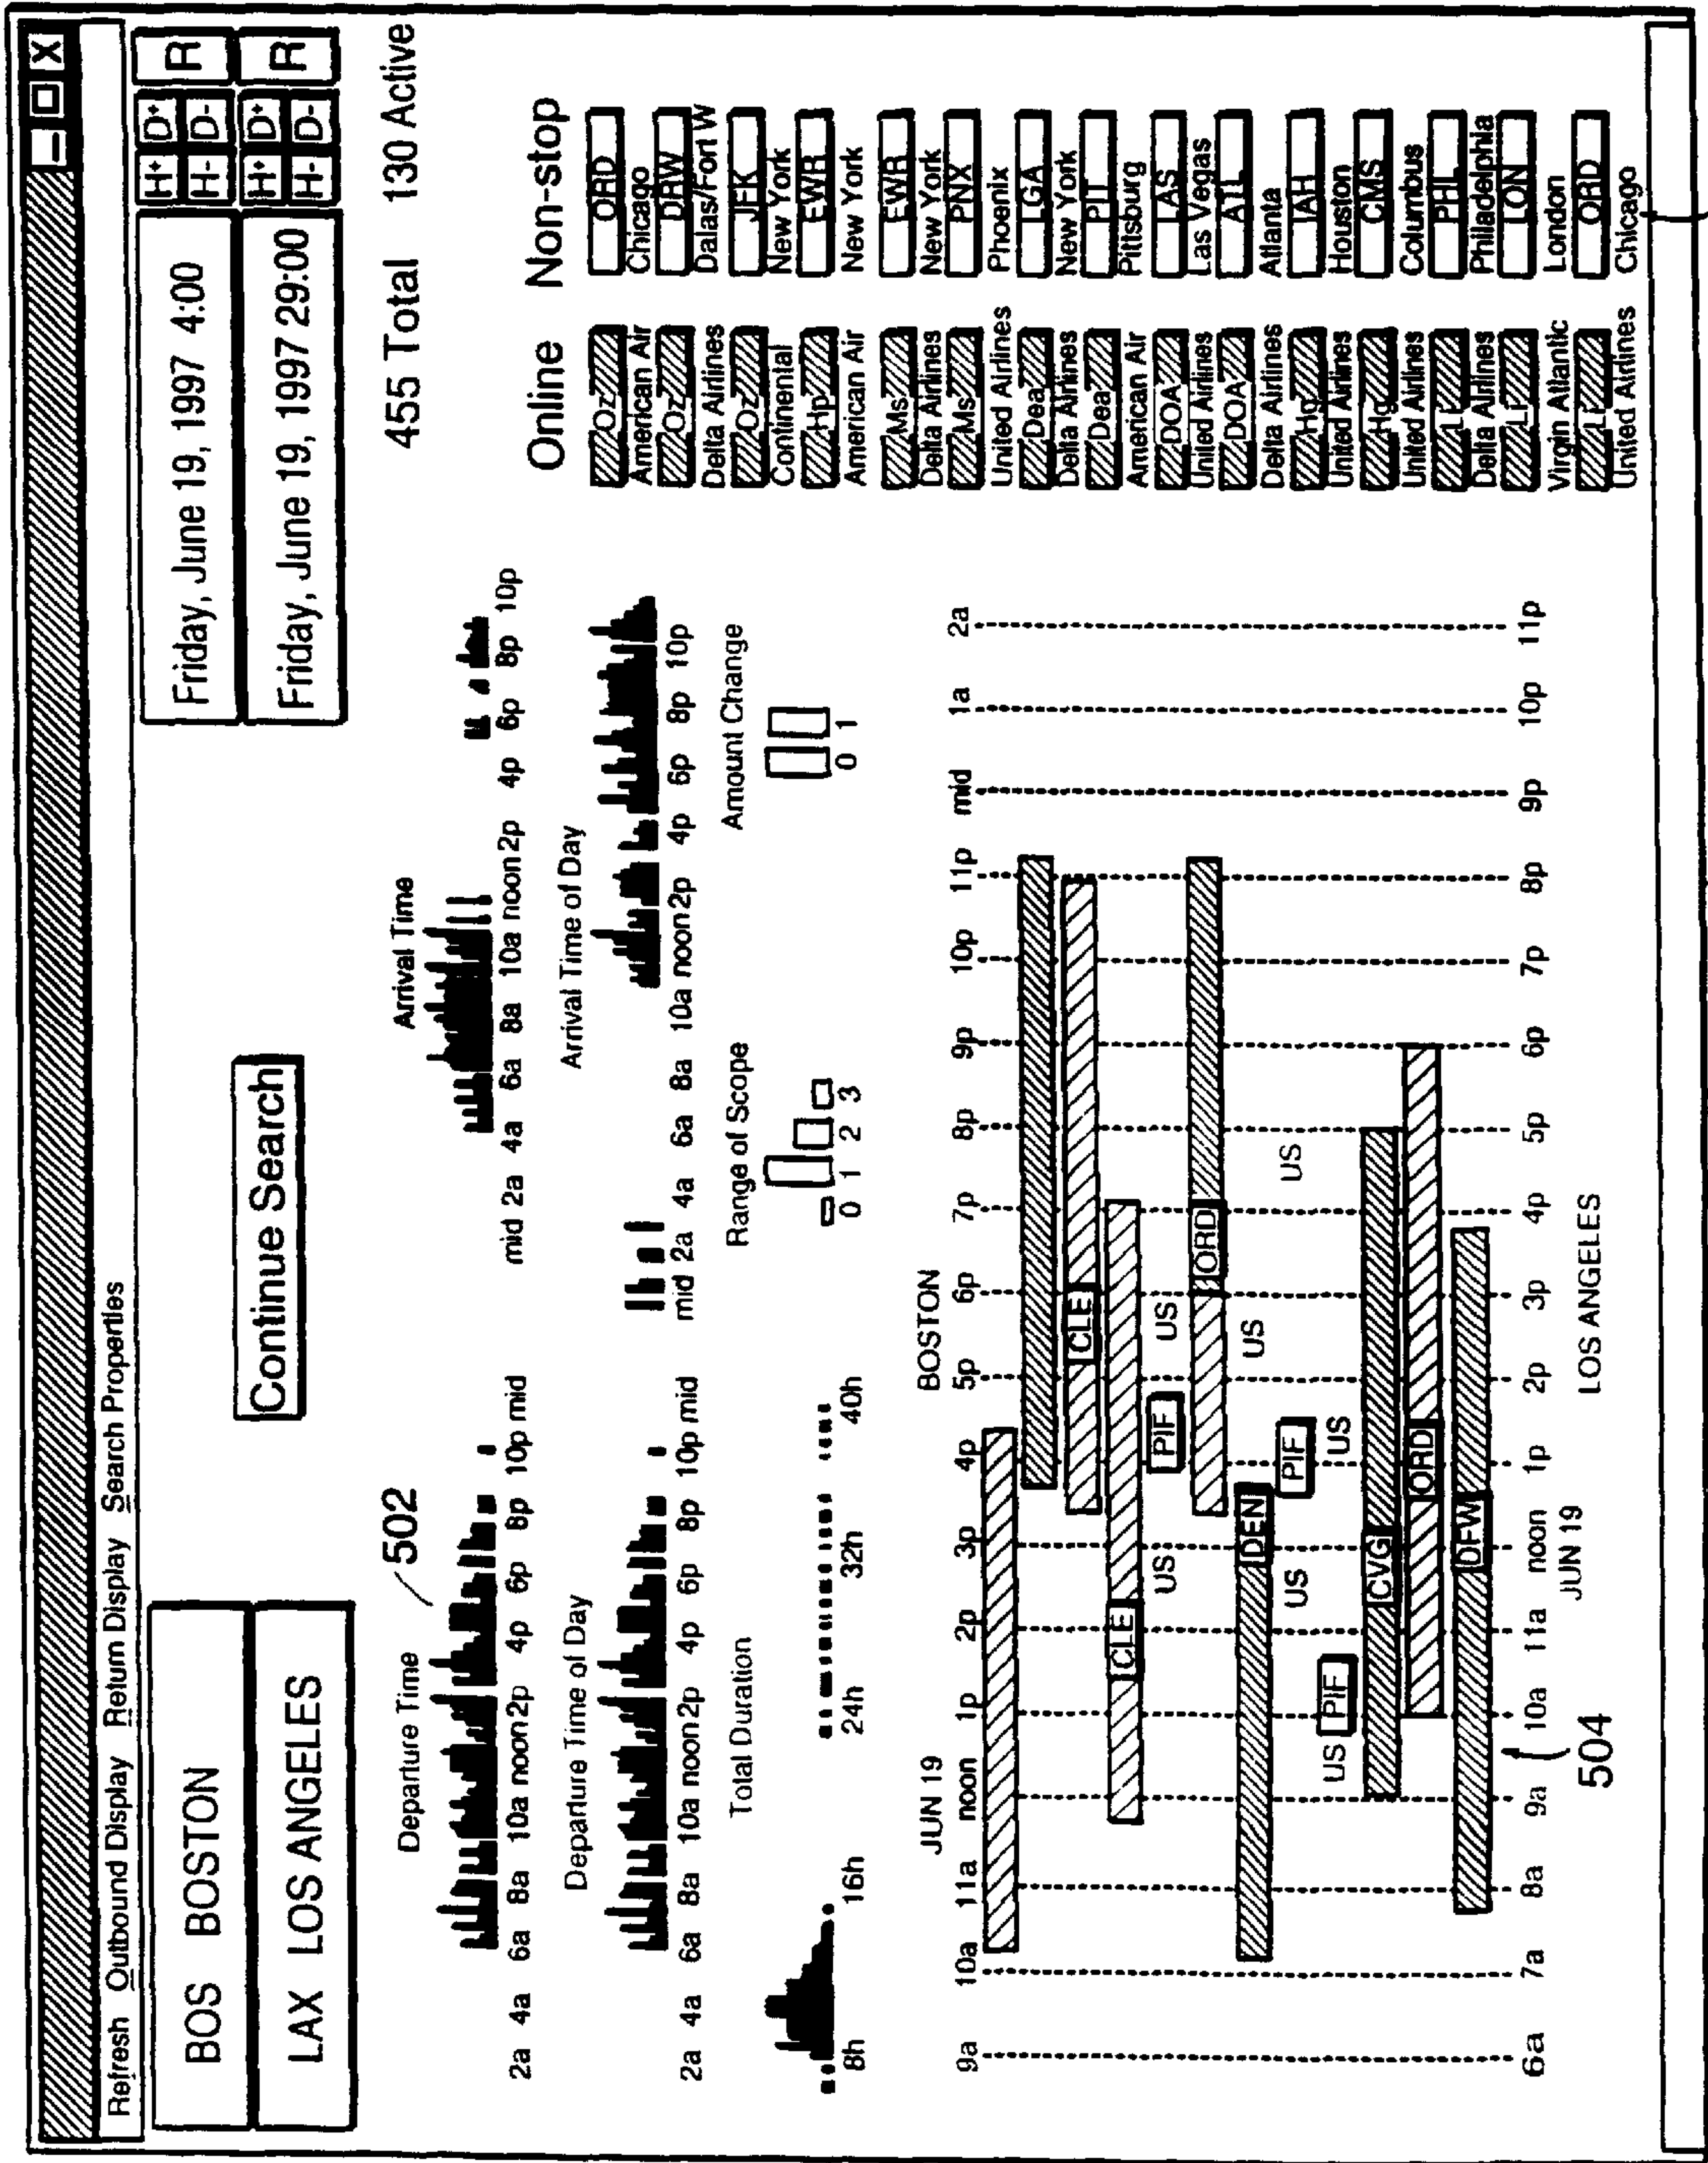 _ □ X
Refresh Outbound Display Return Display Search Properties
BOS BOSTON
LAX LOS ANGELES
Continue Search
Friday, June 19, 1997 4:00
Friday, June 19, 1997 29:00
H+ D+ R
H- D-
H+ D+ R
H- D-
455 Total 130 Active
502
Departure Time
2a 4a 6a 8a 10a noon 2p 4p 6p 8p 10p mid
Arrival Time
mid 2a 4a 6a 8a 10a noon 2p 4p 6p 8p 10p
Departure Time of Day
2a 4a 6a 8a 10a noon 2p 4p 6p 8p 10p mid
Arrival Time of Day
mid 2a 4a 6a 8a 10a noon 2p 4p 6p 8p 10p
Total Duration
8h 16h 24h 32h 40h
Range of Scope
0 1 2 3
Amount Change
0 1
JUN 19 BOSTON
9a 10a 11a noon 1p 2p 3p 4p 5p 6p 7p 8p 9p 10p 11p mid 1a 2a
CLE
CLE
US PIF US
ORD
DEN US
US PIF US
US PIF US
CVG
ORD
DFW
6a 7a 8a 9a 10a 11a noon 1p 2p 3p 4p 5p 6p 7p 8p 9p 10p 11p
JUN 19 LOS ANGELES
504
Online Non-stop
Oz ORD
American Air Chicago
Oz DRW
Delta Airlines Dalas/Fort W
Oz JFK
Continental New York
Hp EWR
American Air New York
Ms EWR
Delta Airlines New York
Ms PNX
United Airlines Phoenix
Dea LGA
Delta Airlines New York
Dea PIT
American Air Pittsburg
DOA LAS
United Airlines Las Vegas
DOA ATL
Delta Airlines Atlanta
Hg IAH
United Airlines Houston
Hg CMS
United Airlines Columbus
PHL
Delta Airlines Philadelphia
LON
Virgin Atlantic London
ORD
United Airlines Chicago